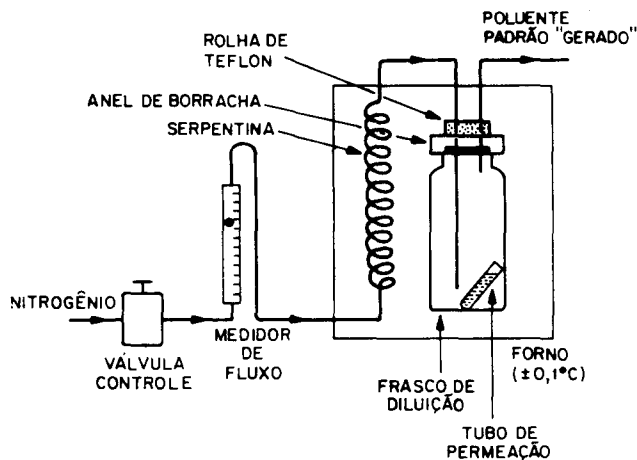 POLUENTE
PADRÃO "GERADO"
ROLHA DE
TEFLON
ANEL DE BORRACHA
SERPENTINA
NITROGÊNIO
VÁLVULA
CONTROLE
MEDIDOR
DE
FLUXO
FORNO
(±0,1°C)
FRASCO DE
DILUIÇÃO
TUBO DE
PERMEAÇÃO